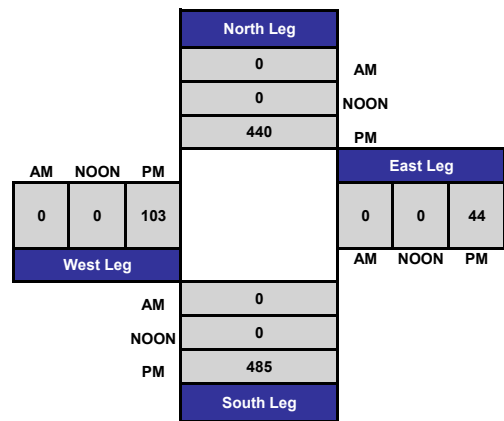 North Leg
0 AM
0 NOON
440 PM
AM NOON PM East Leg
0 0 103 0 0 44
West Leg AM NOON PM
AM 0
NOON 0
PM 485
South Leg